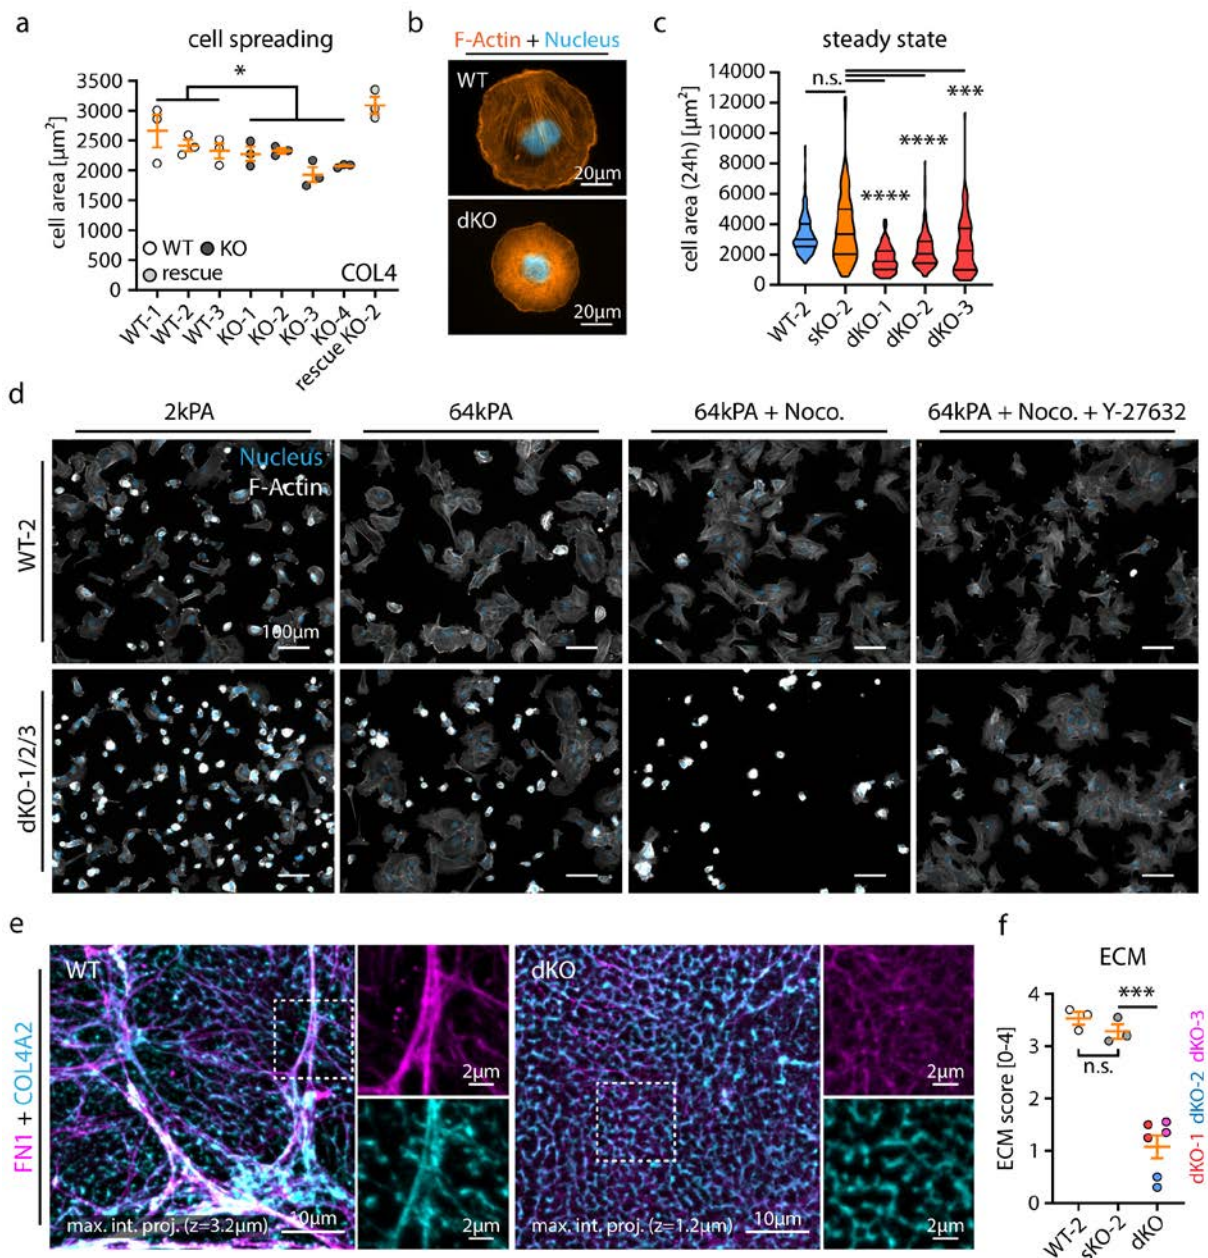 a
cell spreading
*
cell area [µm²]
3500
3000
2500
2000
1500
1000
500
0
WT KO
rescue
COL4
WT-1
WT-2
WT-3
KO-1
KO-2
KO-3
KO-4
rescue KO-2
b
F-Actin + Nucleus
WT
20µm
dKO
20µm
c
steady state
n.s.
****
****
***
cell area (24h) [µm²]
14000
12000
10000
8000
6000
4000
2000
0
WT-2
sKO-2
dKO-1
dKO-2
dKO-3
d
2kPA
64kPA
64kPA + Noco.
64kPA + Noco. + Y-27632
WT-2
Nucleus
F-Actin
100µm
dKO-1/2/3
e
FN1 + COL4A2
WT
max. int. proj. (z=3.2µm)
10µm
2µm
2µm
dKO
max. int. proj. (z=1.2µm)
10µm
2µm
2µm
f
ECM
***
n.s.
ECM score [0-4]
4
3
2
1
0
WT-2
sKO-2
dKO
dKO-1 dKO-2 dKO-3